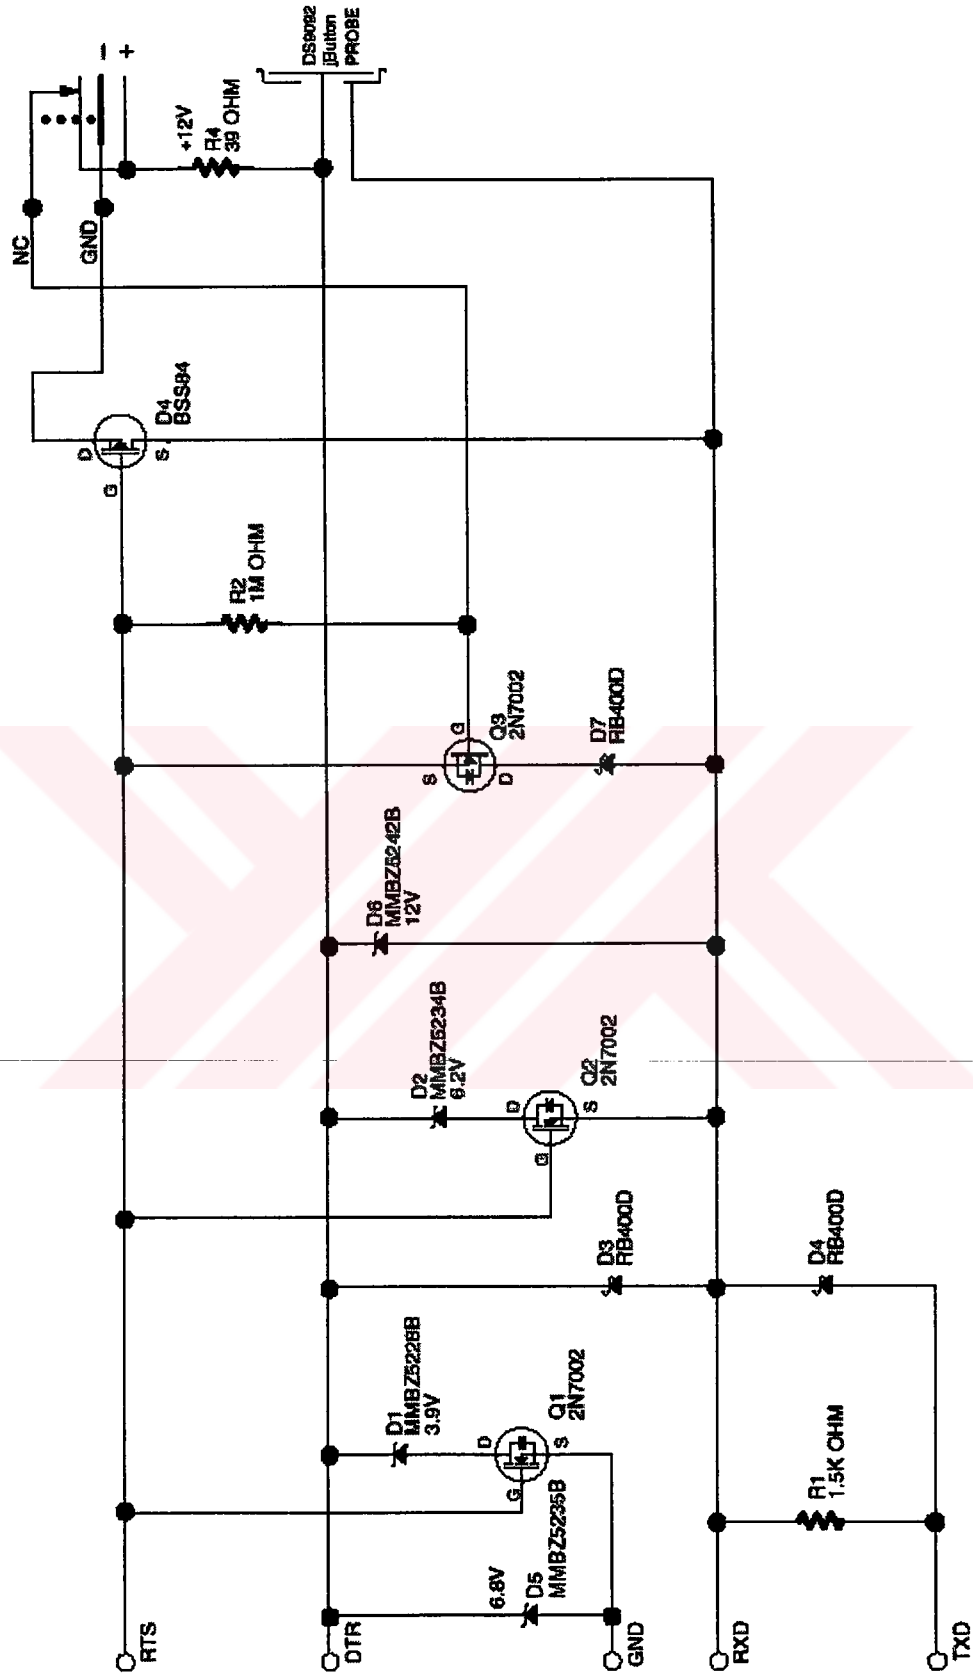 NC
GND
−
+
+12V
R4
39 OHM
DS9092
iButton
PROBE
D
G
S
D4
BSS84
R2
1M OHM
S
G
D
Q3
2N7002
D7
RB400D
D6
MMBZ5242B
12V
D2
MMBZ5234B
6.2V
D
G
S
Q2
2N7002
D3
RB400D
D4
RB400D
D1
MMBZ5228B
3.9V
D
G
S
Q1
2N7002
6.8V
D5
MMBZ5235B
R1
1.5K OHM
RTS
DTR
GND
RXD
TXD